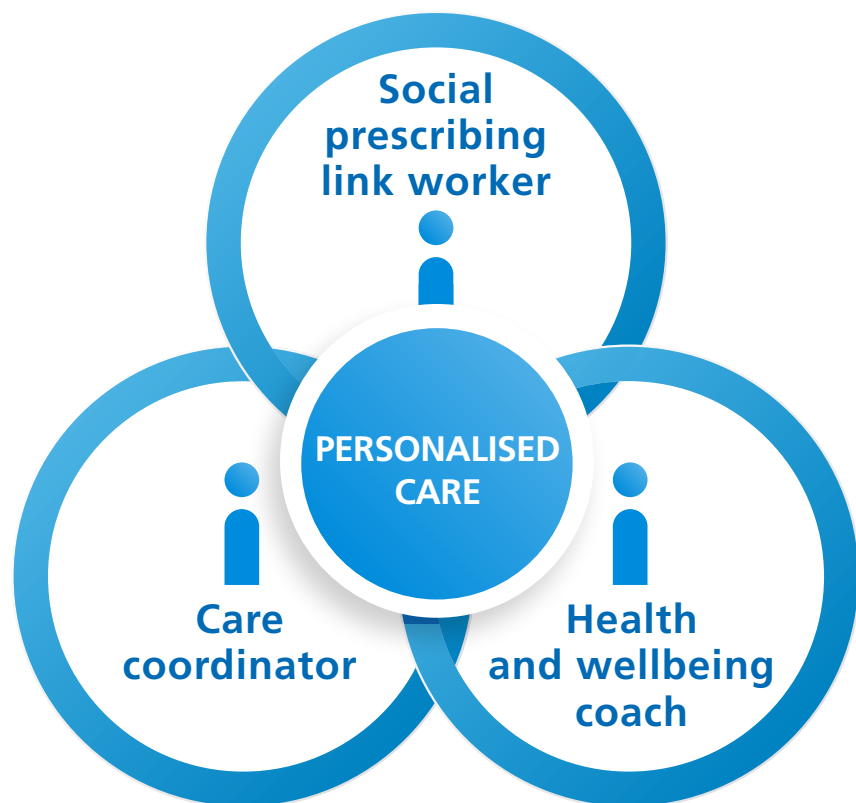 Social
prescribing
link worker
PERSONALISED
CARE
Care
coordinator
Health
and wellbeing
coach